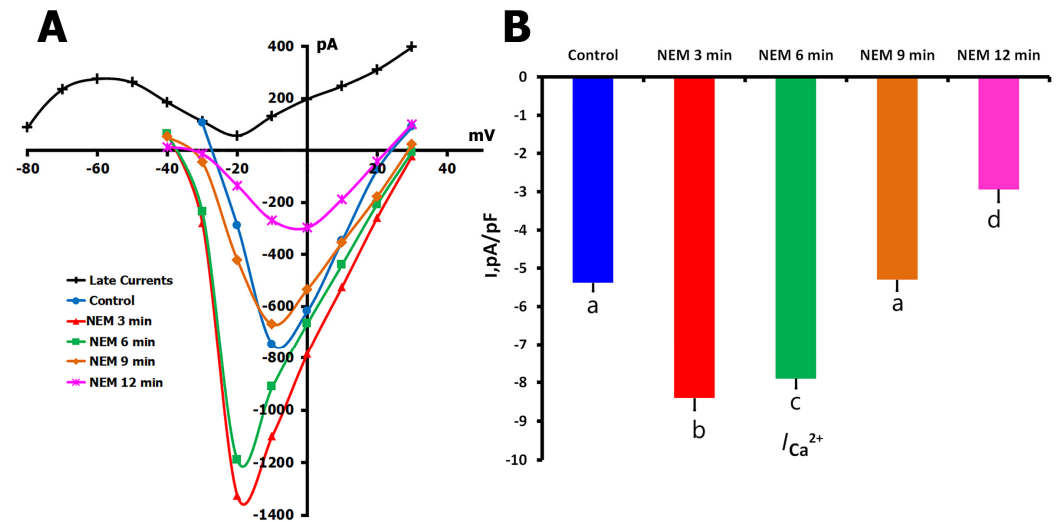 A
pA
400
200
mV
-80
-60
-40
-20
0
20
40
-200
-400
-600
-800
-1000
-1200
-1400
Late Currents
Control
NEM 3 min
NEM 6 min
NEM 9 min
NEM 12 min
B
Control NEM 3 min NEM 6 min NEM 9 min NEM 12 min
0
-1
-2
-3
-4
-5
-6
-7
-8
-9
-10
I,pA/pF
a
b
c
a
d
I Ca²⁺